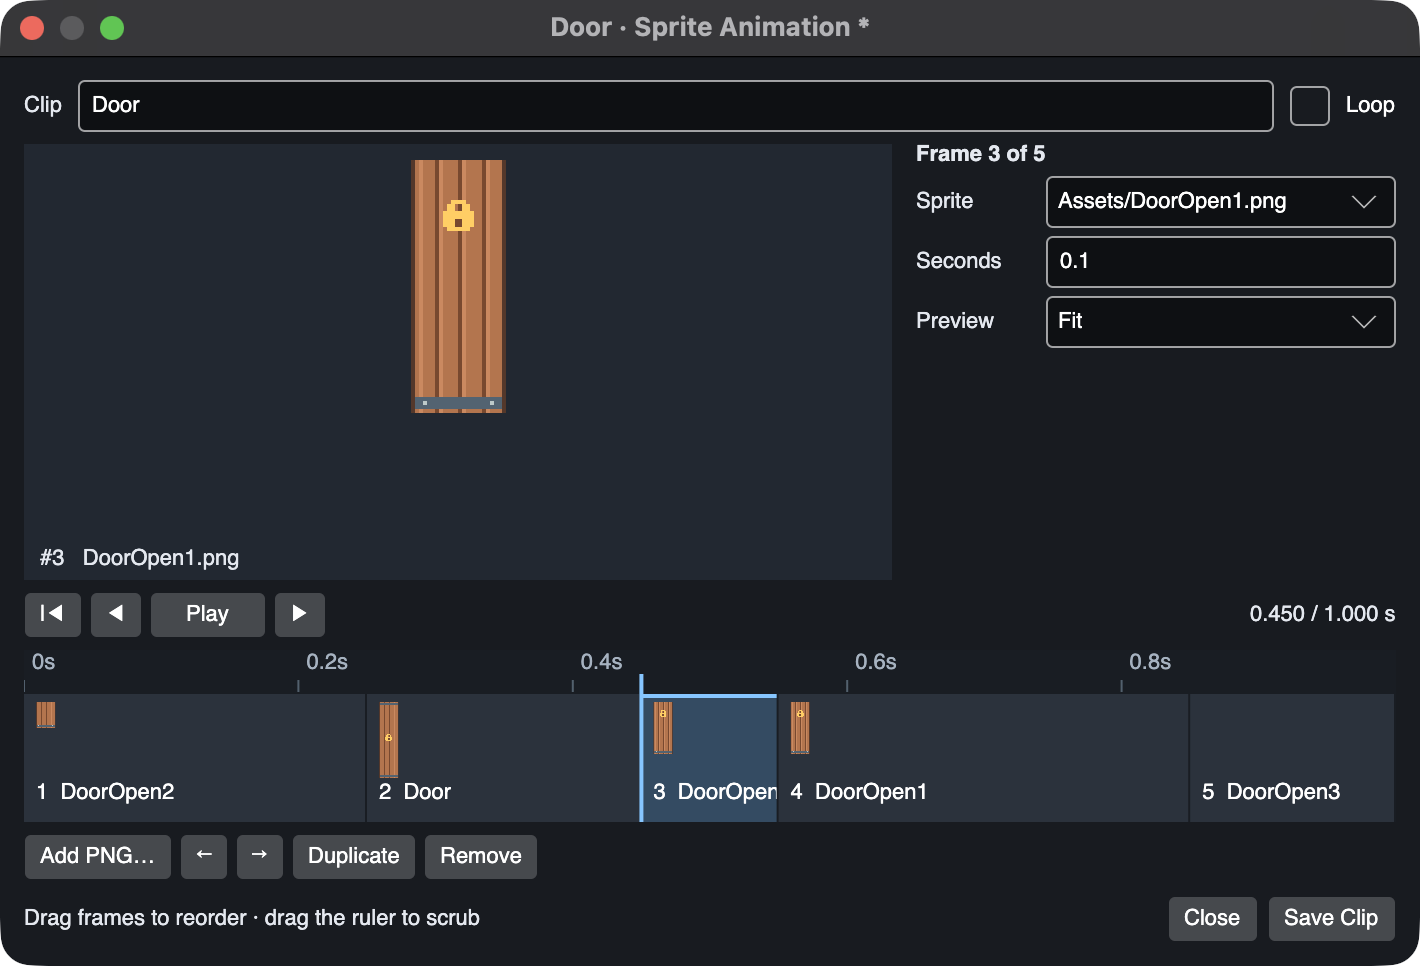 Door · Sprite Animation *
Clip
Door
Loop
Frame 3 of 5
Sprite
Assets/DoorOpen1.png
Seconds
0.1
Preview
Fit
#3 DoorOpen1.png
Play
0.450 / 1.000 s
0s 0.2s 0.4s 0.6s 0.8s
1 DoorOpen2
2 Door
3 DoorOpen
4 DoorOpen1
5 DoorOpen3
Add PNG...
←
→
Duplicate
Remove
Drag frames to reorder · drag the ruler to scrub
Close
Save Clip